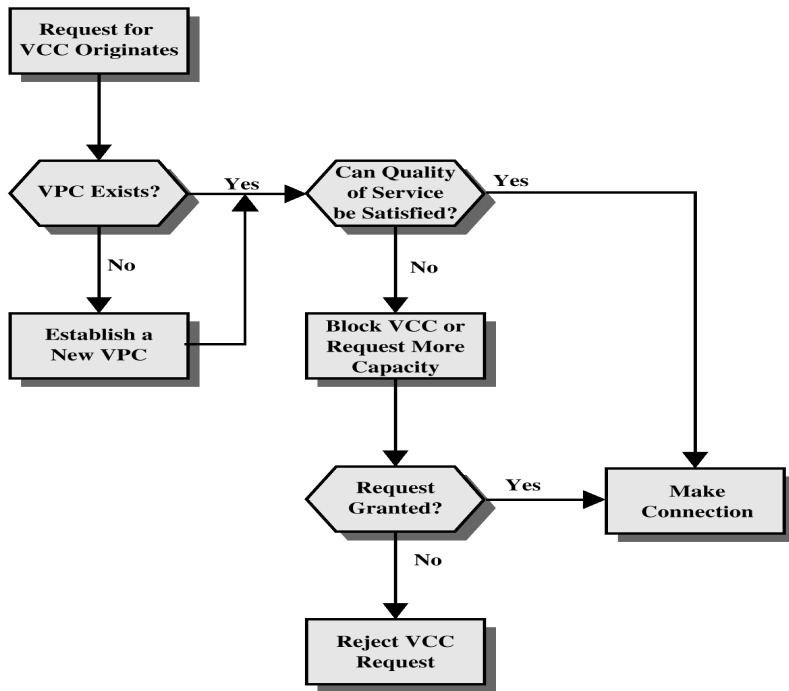 Request for
VCC Originates
VPC Exists?
Yes
Can Quality
of Service
be Satisfied?
Yes
No
No
Establish a
New VPC
Block VCC or
Request More
Capacity
Request
Granted?
Yes
Make
Connection
No
Reject VCC
Request